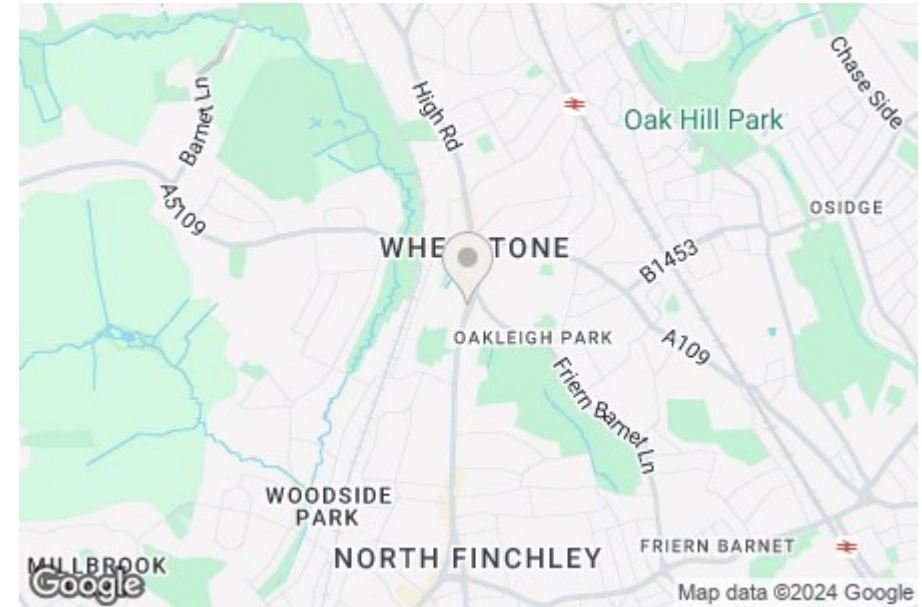 Barnet Ln
High Rd
Chase Side
Oak Hill Park
A5109
OSIDGE
WHE TONE
B1453
OAKLEIGH PARK
A109
Friern Barnet Ln
WOODSIDE
PARK
NORTH FINCHLEY
FRIERN BARNET
MILLBROOK
Google
Map data ©2024 Google